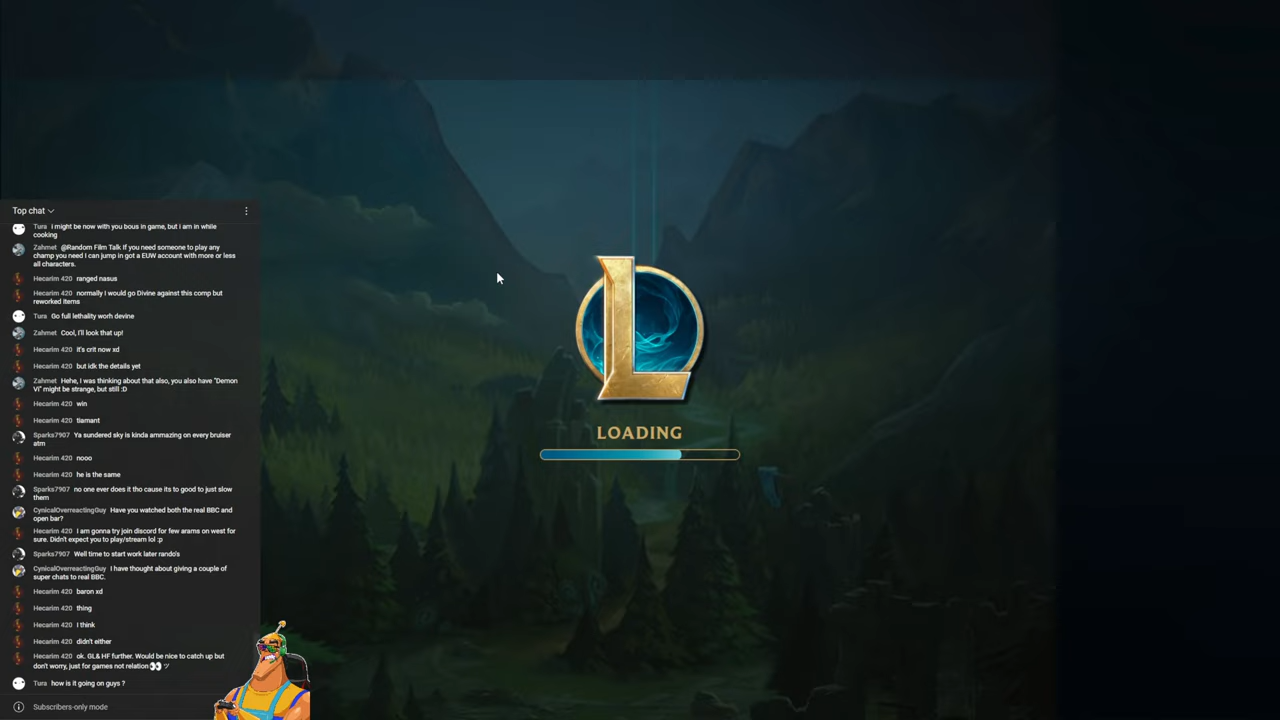 Top chat
Tura i might be now with you bous in game, but i am in while
cooking
Zahmet @Random Film Talk If you need someone to play any
champ you need I can jump in got a EUW account with more or less
all characters.
Hecarim 420 ranged nasus
Hecarim 420 normally I would go Divine against this comp but
reworked Items
Tura Go full lethality worh devine
Zahmet Cool, I'll look that up!
Hecarim 420 it's crit now xd
Hecarim 420 but idk the details yet
Zahmet Hehe, I was thinking about that also, you also have "Demon
Vi" might be strange, but still :D
Hecarim 420 win
Hecarim 420 tiamant
Sparks7907 Ya sundered sky is kinda ammazing on every bruiser
atm
Hecarim 420 nooo
Hecarim 420 he is the same
Sparks7907 no one ever does it tho cause its to good to just slow
them
CynicalOverreactingGuy Have you watched both the real BBC and
open bar?
Hecarim 420 I am gonna try join discord for few arams on west for
sure. Didn't expect you to play/stream lol :p
Sparks7907 Well time to start work later rando's
CynicalOverreactingGuy I have thought about giving a couple of
super chats to real BBC.
Hecarim 420 baron xd
Hecarim 420 thing
Hecarim 420 I think
Hecarim 420 didn't either
Hecarim 420 ok. GL& HF further. Would be nice to catch up but
don't worry, just for games not relation 👀 ツ
Tura how is it going on guys ?
Subscribers-only mode
LOADING